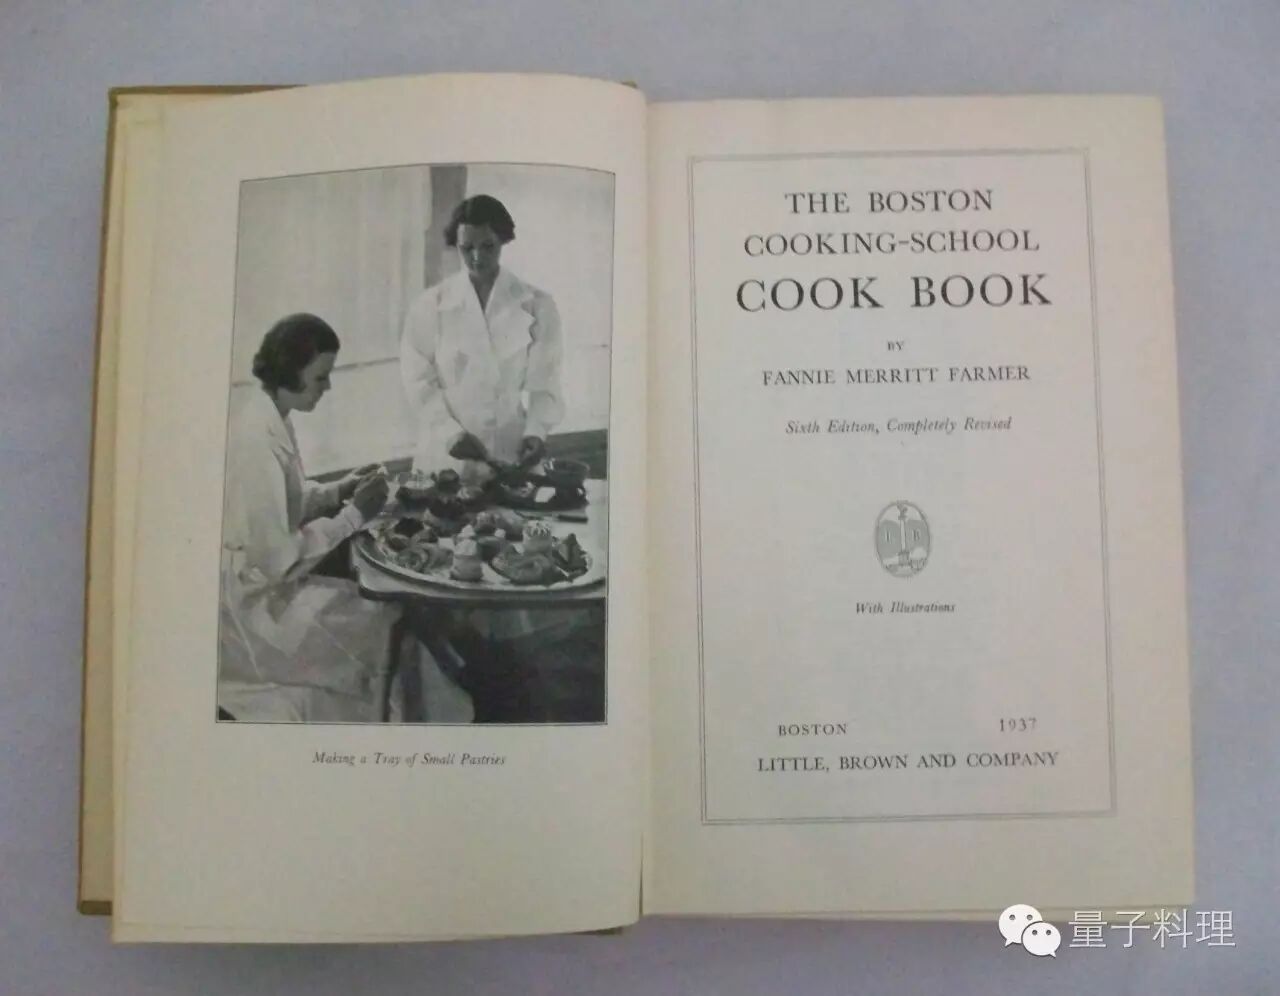 Making a Tray of Small Pastries
THE BOSTON
COOKING-SCHOOL
COOK BOOK
BY
FANNIE MERRITT FARMER
Sixth Edition, Completely Revised
L B
With Illustrations
BOSTON 1937
LITTLE, BROWN AND COMPANY
量子料理